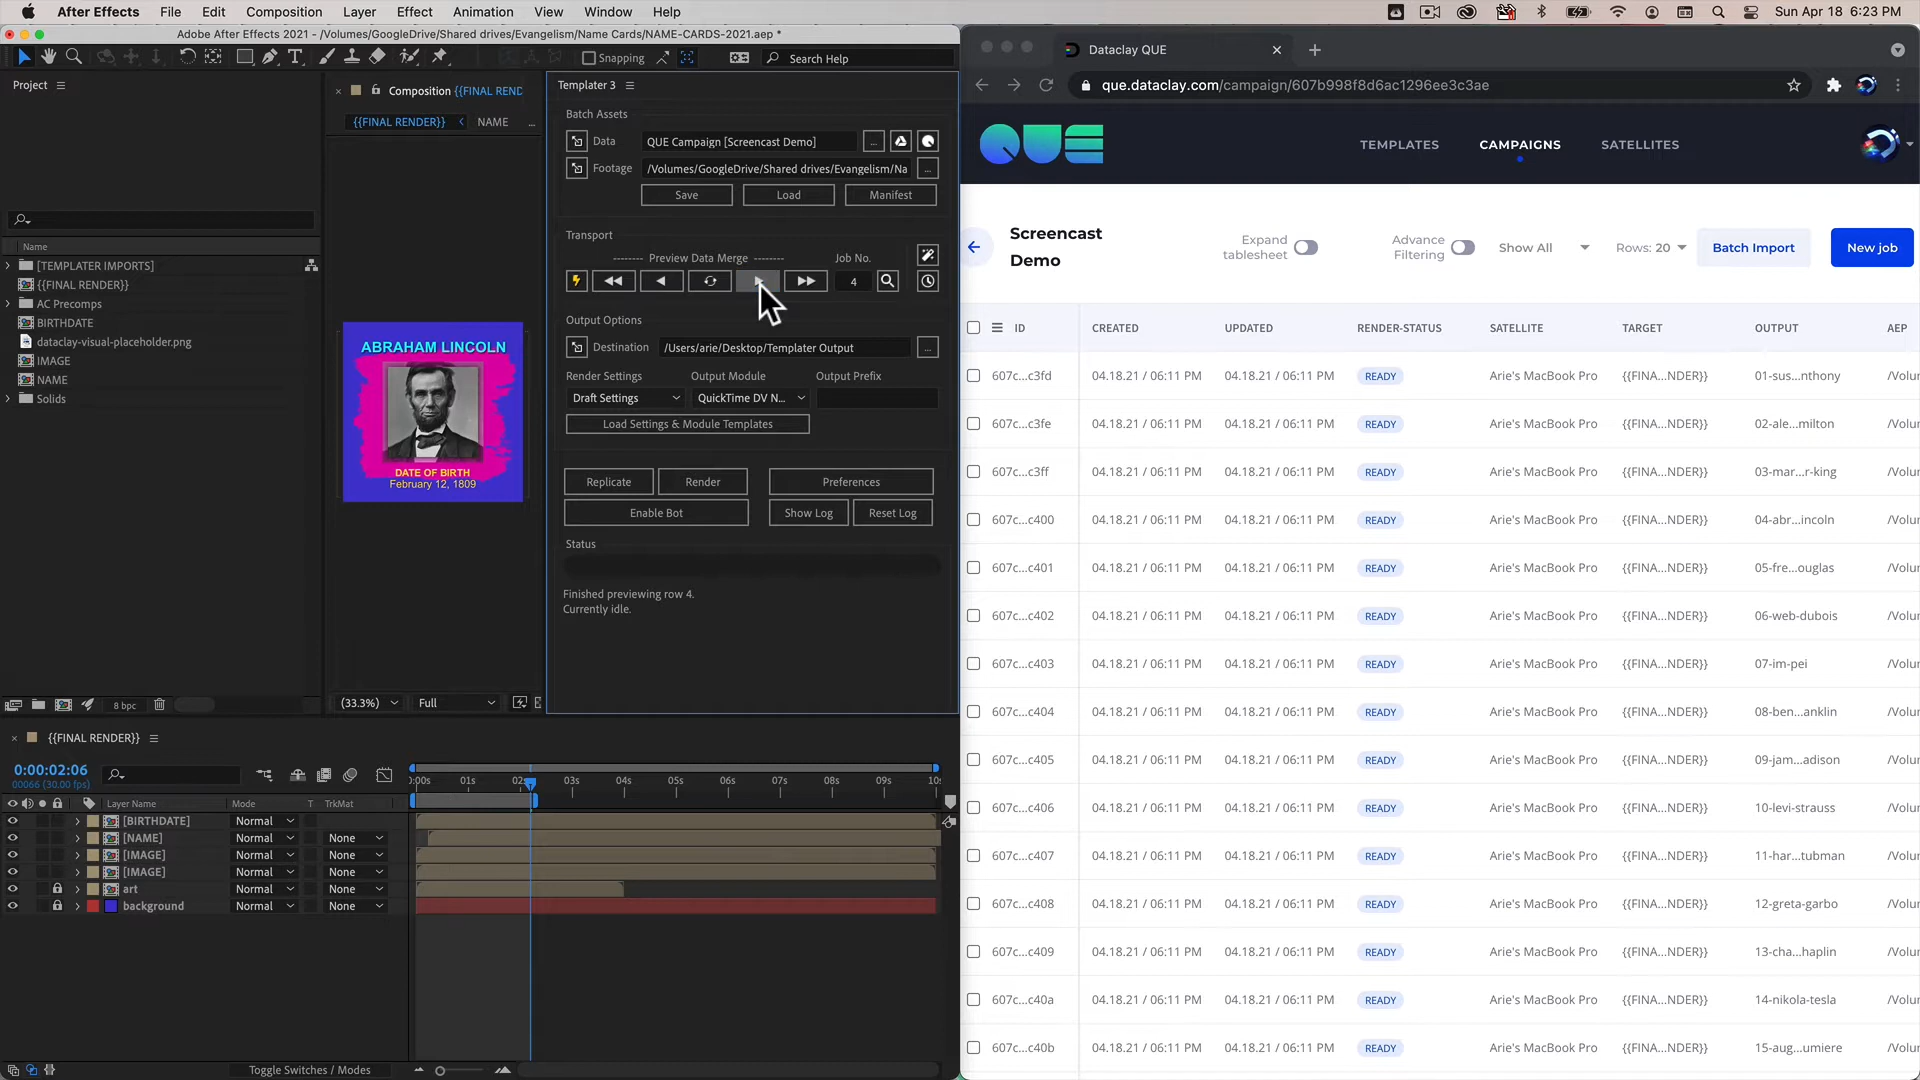 After Effects File Edit Composition Layer Effect Animation View Window Help
Sun Apr 18 6:23 PM
Adobe After Effects 2021 - /Volumes/GoogleDrive/Shared drives/Evangelism/Name Cards/NAME-CARDS-2021.aep *
Snapping
Search Help
Project
Name
[TEMPLATER IMPORTS]
{{FINAL RENDER}}
AC Precomps
BIRTHDATE
dataclay-visual-placeholder.png
IMAGE
NAME
Solids
8 bpc
Composition {{FINAL REND
{{FINAL RENDER}} < NAME ...
ABRAHAM LINCOLN
DATE OF BIRTH
February 12, 1809
(33.3%) Full
Templater 3
Batch Assets
Data QUE Campaign [Screencast Demo] ...
Footage /Volumes/GoogleDrive/Shared drives/Evangelism/Na ...
Save Load Manifest
Transport
-------- Preview Data Merge -------- Job No.
4
Output Options
Destination /Users/arie/Desktop/Templater Output ...
Render Settings Output Module Output Prefix
Draft Settings QuickTime DV N...
Load Settings & Module Templates
Replicate Render Preferences
Enable Bot Show Log Reset Log
Status
Finished previewing row 4.
Currently idle.
{{FINAL RENDER}}
0:00:02:06
00066 (30.00 fps)
Layer Name Mode T TrkMat
[BIRTHDATE] Normal
[NAME] Normal None
[IMAGE] Normal None
[IMAGE] Normal None
art Normal None
background Normal None
):00s 01s 02s 03s 04s 05s 06s 07s 08s 09s 10s
Toggle Switches / Modes
Dataclay QUE
que.dataclay.com/campaign/607b998f8d6ac1296ee3c3ae
QUE
TEMPLATES CAMPAIGNS SATELLITES
Screencast
Demo
Expand
tablesheet
Advance
Filtering
Show All
Rows: 20
Batch Import
New job
ID CREATED UPDATED RENDER-STATUS SATELLITE TARGET OUTPUT AEP
607c...c3fd 04.18.21 / 06:11 PM 04.18.21 / 06:11 PM READY Arie's MacBook Pro {{FINA...NDER}} 01-sus...nthony /Volum
607c...c3fe 04.18.21 / 06:11 PM 04.18.21 / 06:11 PM READY Arie's MacBook Pro {{FINA...NDER}} 02-ale...milton /Volum
607c...c3ff 04.18.21 / 06:11 PM 04.18.21 / 06:11 PM READY Arie's MacBook Pro {{FINA...NDER}} 03-mar...r-king /Volum
607c...c400 04.18.21 / 06:11 PM 04.18.21 / 06:11 PM READY Arie's MacBook Pro {{FINA...NDER}} 04-abr...incoln /Volum
607c...c401 04.18.21 / 06:11 PM 04.18.21 / 06:11 PM READY Arie's MacBook Pro {{FINA...NDER}} 05-fre...ouglas /Volum
607c...c402 04.18.21 / 06:11 PM 04.18.21 / 06:11 PM READY Arie's MacBook Pro {{FINA...NDER}} 06-web-dubois /Volum
607c...c403 04.18.21 / 06:11 PM 04.18.21 / 06:11 PM READY Arie's MacBook Pro {{FINA...NDER}} 07-im-pei /Volum
607c...c404 04.18.21 / 06:11 PM 04.18.21 / 06:11 PM READY Arie's MacBook Pro {{FINA...NDER}} 08-ben...anklin /Volum
607c...c405 04.18.21 / 06:11 PM 04.18.21 / 06:11 PM READY Arie's MacBook Pro {{FINA...NDER}} 09-jam...adison /Volum
607c...c406 04.18.21 / 06:11 PM 04.18.21 / 06:11 PM READY Arie's MacBook Pro {{FINA...NDER}} 10-levi-strauss /Volum
607c...c407 04.18.21 / 06:11 PM 04.18.21 / 06:11 PM READY Arie's MacBook Pro {{FINA...NDER}} 11-har...tubman /Volum
607c...c408 04.18.21 / 06:11 PM 04.18.21 / 06:11 PM READY Arie's MacBook Pro {{FINA...NDER}} 12-greta-garbo /Volum
607c...c409 04.18.21 / 06:11 PM 04.18.21 / 06:11 PM READY Arie's MacBook Pro {{FINA...NDER}} 13-cha...haplin /Volum
607c...c40a 04.18.21 / 06:11 PM 04.18.21 / 06:11 PM READY Arie's MacBook Pro {{FINA...NDER}} 14-nikola-tesla /Volum
607c...c40b 04.18.21 / 06:11 PM 04.18.21 / 06:11 PM READY Arie's MacBook Pro {{FINA...NDER}} 15-aug...umiere /Volum